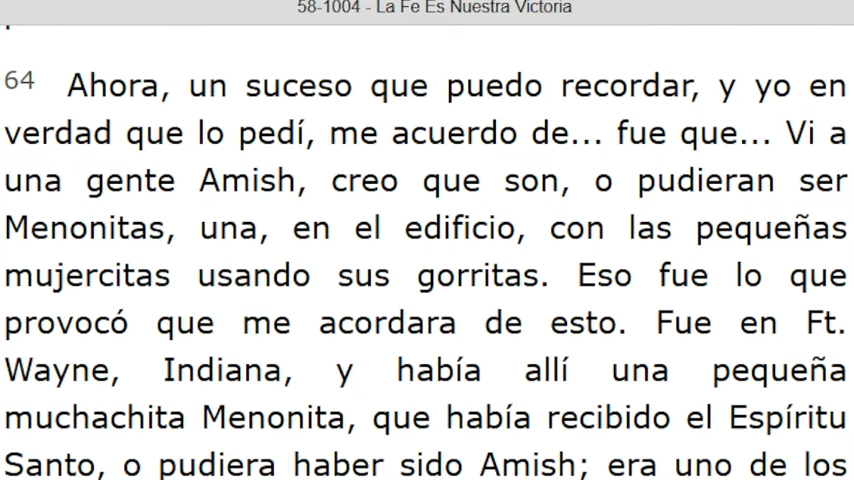 58-1004 - La Fe Es Nuestra Victoria
64 Ahora, un suceso que puedo recordar, y yo en
verdad que lo pedí, me acuerdo de... fue que... Vi a
una gente Amish, creo que son, o pudieran ser
Menonitas, una, en el edificio, con las pequeñas
mujercitas usando sus gorritas. Eso fue lo que
provocó que me acordara de esto. Fue en Ft.
Wayne, Indiana, y había allí una pequeña
muchachita Menonita, que había recibido el Espíritu
Santo, o pudiera haber sido Amish; era uno de los